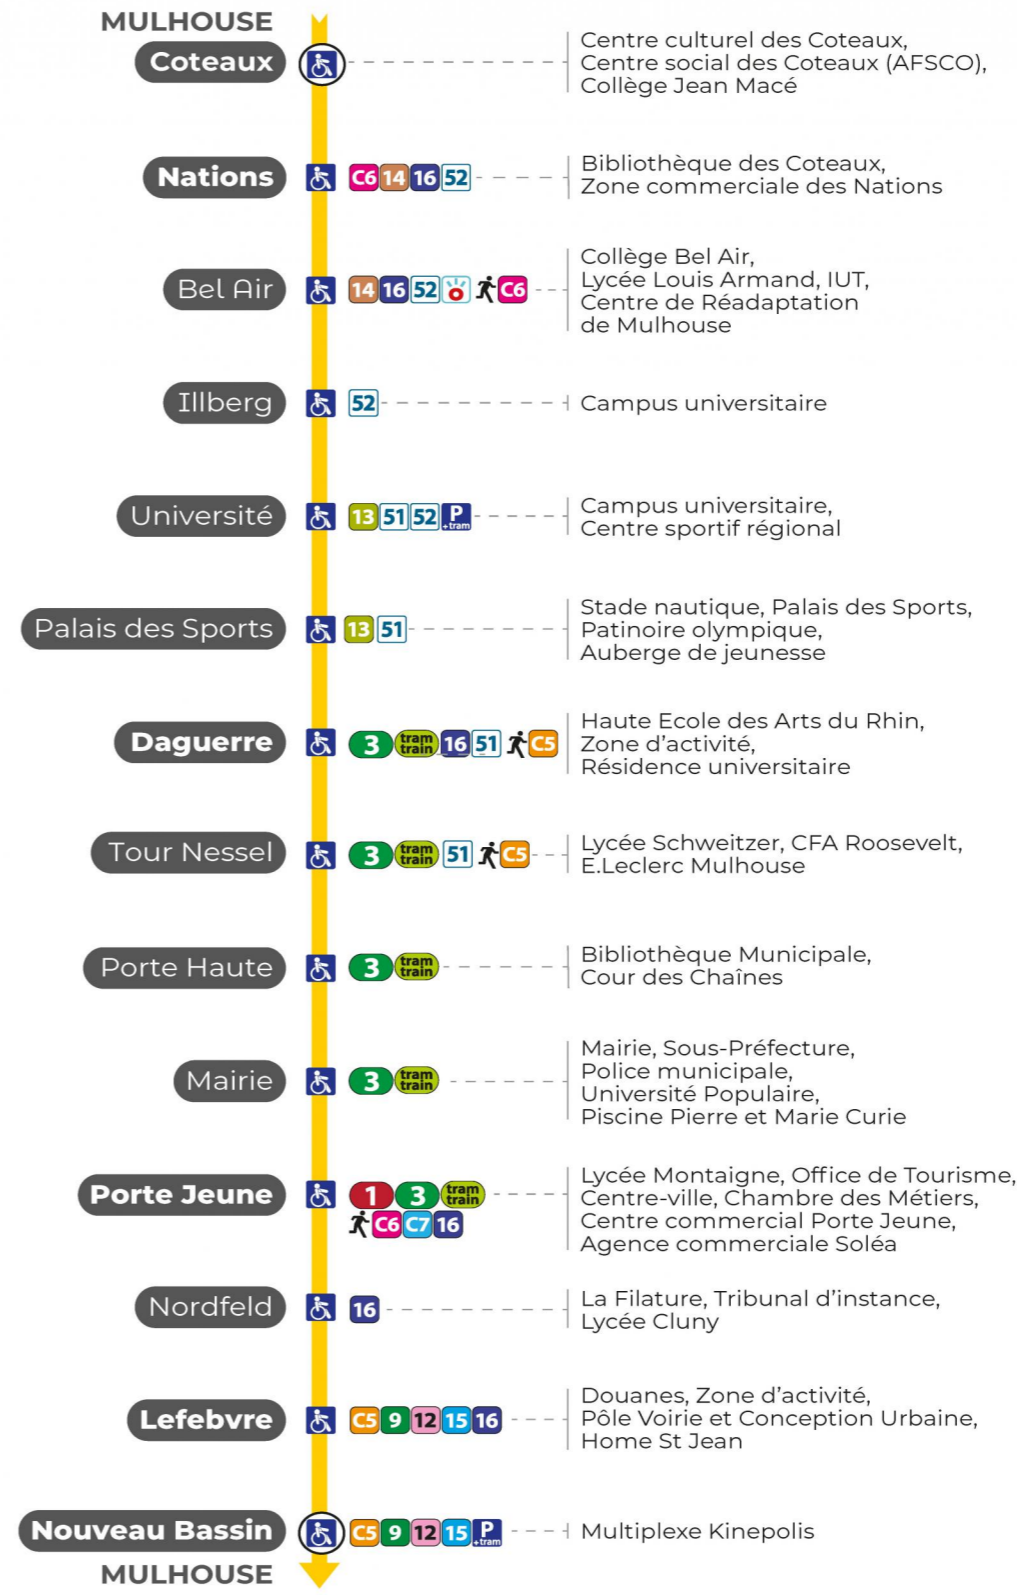 MULHOUSE
Coteaux
Centre culturel des Coteaux,
Centre social des Coteaux (AFSCO),
Collège Jean Macé
Nations
C6 14 16 52
Bibliothèque des Coteaux,
Zone commerciale des Nations
Bel Air
14 16 52 C6
Collège Bel Air,
Lycée Louis Armand, IUT,
Centre de Réadaptation
de Mulhouse
Illberg
52
Campus universitaire
Université
13 51 52 P +tram
Campus universitaire,
Centre sportif régional
Palais des Sports
13 51
Stade nautique, Palais des Sports,
Patinoire olympique,
Auberge de jeunesse
Daguerre
3 tram train 16 51 C5
Haute Ecole des Arts du Rhin,
Zone d'activité,
Résidence universitaire
Tour Nessel
3 tram train 51 C5
Lycée Schweitzer, CFA Roosevelt,
E.Leclerc Mulhouse
Porte Haute
3 tram train
Bibliothèque Municipale,
Cour des Chaînes
Mairie
3 tram train
Mairie, Sous-Préfecture,
Police municipale,
Université Populaire,
Piscine Pierre et Marie Curie
Porte Jeune
1 3 tram train
C6 C7 16
Lycée Montaigne, Office de Tourisme,
Centre-ville, Chambre des Métiers,
Centre commercial Porte Jeune,
Agence commerciale Soléa
Nordfeld
16
La Filature, Tribunal d'instance,
Lycée Cluny
Lefebvre
C5 9 12 15 16
Douanes, Zone d'activité,
Pôle Voirie et Conception Urbaine,
Home St Jean
Nouveau Bassin
C5 9 12 15 P +tram
Multiplexe Kinepolis
MULHOUSE